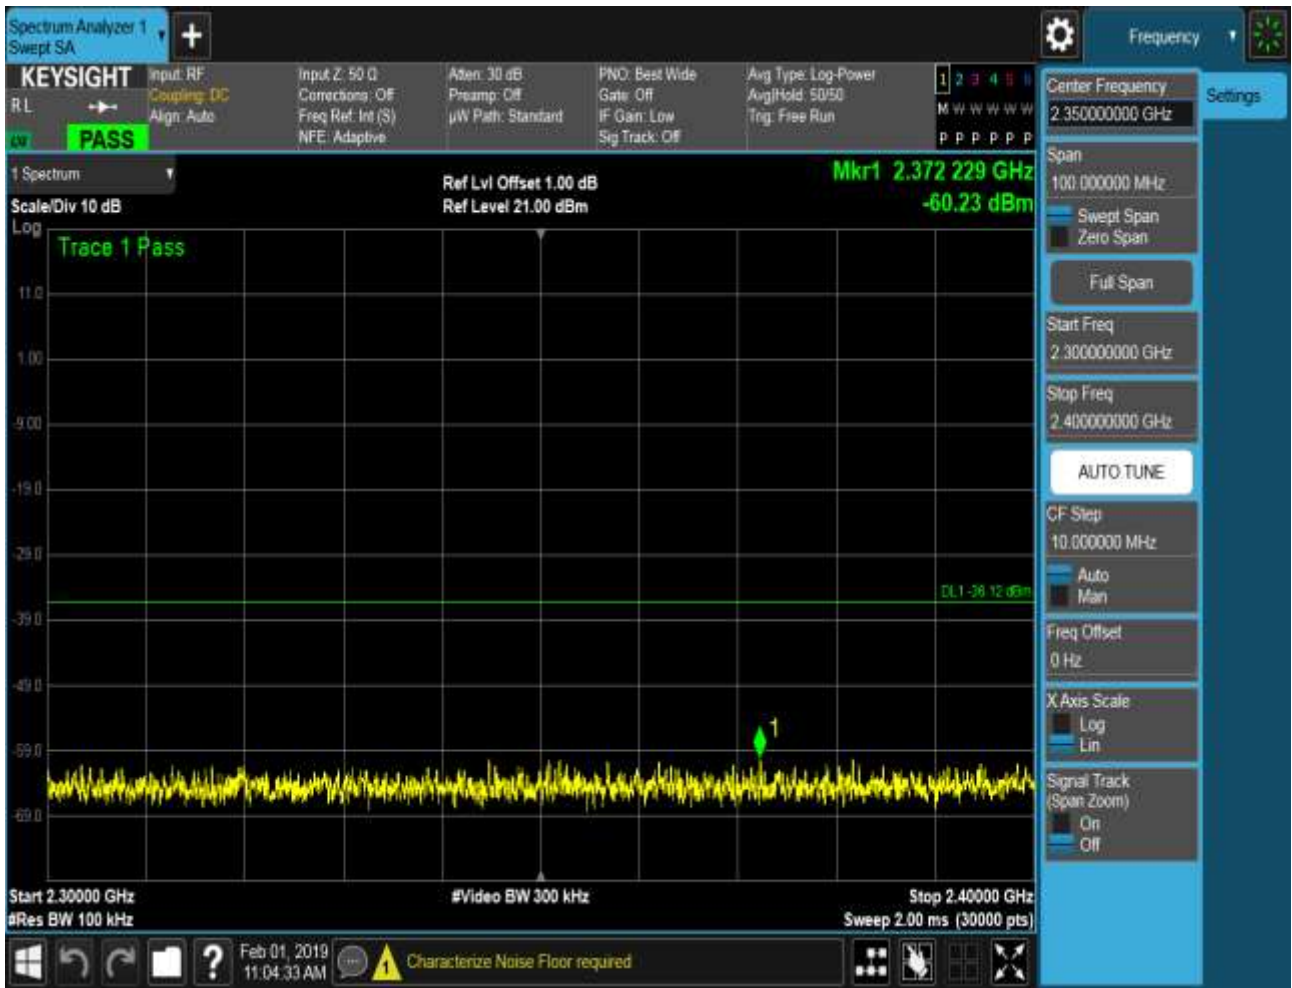 Spectrum Analyzer 1
Swept SA
+
Frequency
KEYSIGHT
RL
PASS
Input: RF
Coupling: DC
Align: Auto
Input Z: 50 Ω
Corrections: Off
Freq Ref: Int (S)
NFE: Adaptive
Atten: 30 dB
Preamp: Off
µW Path: Standard
PNO: Best Wide
Gate: Off
IF Gain: Low
Sig Track: Off
Avg Type: Log-Power
Avg|Hold: 50/50
Trig: Free Run
1 2 3 4 5 6
M W W W W W
P P P P P P
1 Spectrum
Scale/Div 10 dB
Ref Lvl Offset 1.00 dB
Ref Level 21.00 dBm
Mkr1 2.372 229 GHz
-60.23 dBm
Log
Trace 1 Pass
11.0
1.00
-9.00
-19.0
-29.0
DL1 -36.12 dBm
-39.0
-49.0
1
-59.0
-69.0
Start 2.30000 GHz
#Video BW 300 kHz
Stop 2.40000 GHz
#Res BW 100 kHz
Sweep 2.00 ms (30000 pts)
?
Feb 01, 2019
11:04:33 AM
1
Characterize Noise Floor required
Center Frequency
2.350000000 GHz
Settings
Span
100.000000 MHz
Swept Span
Zero Span
Full Span
Start Freq
2.300000000 GHz
Stop Freq
2.400000000 GHz
AUTO TUNE
CF Step
10.000000 MHz
Auto
Man
Freq Offset
0 Hz
X Axis Scale
Log
Lin
Signal Track
(Span Zoom)
On
Off